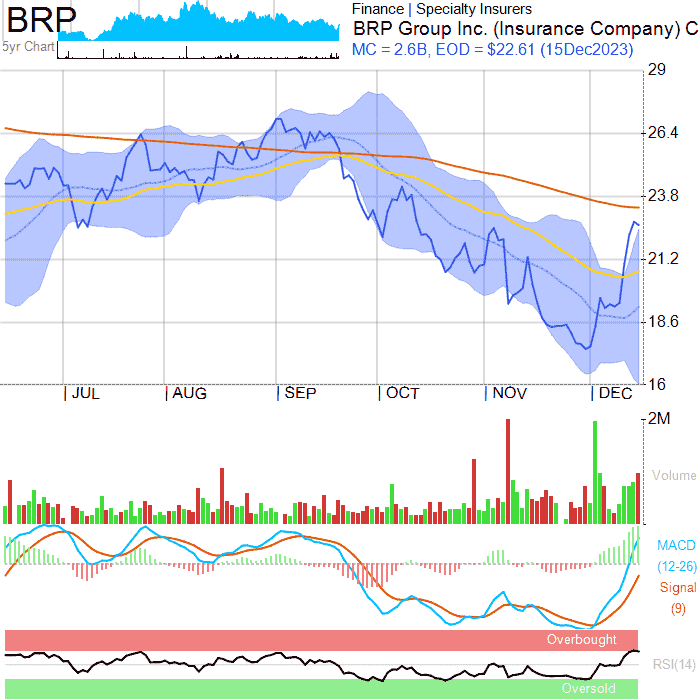 BRP
5yr Chart
Finance | Specialty Insurers
BRP Group Inc. (Insurance Company) C
MC = 2.6B, EOD = $22.61 (15Dec2023)
29
26.4
23.8
21.2
18.6
16
JUL AUG SEP OCT NOV DEC
2M
Volume
MACD
(12-26)
Signal
(9)
Overbought
RSI(14)
Oversold